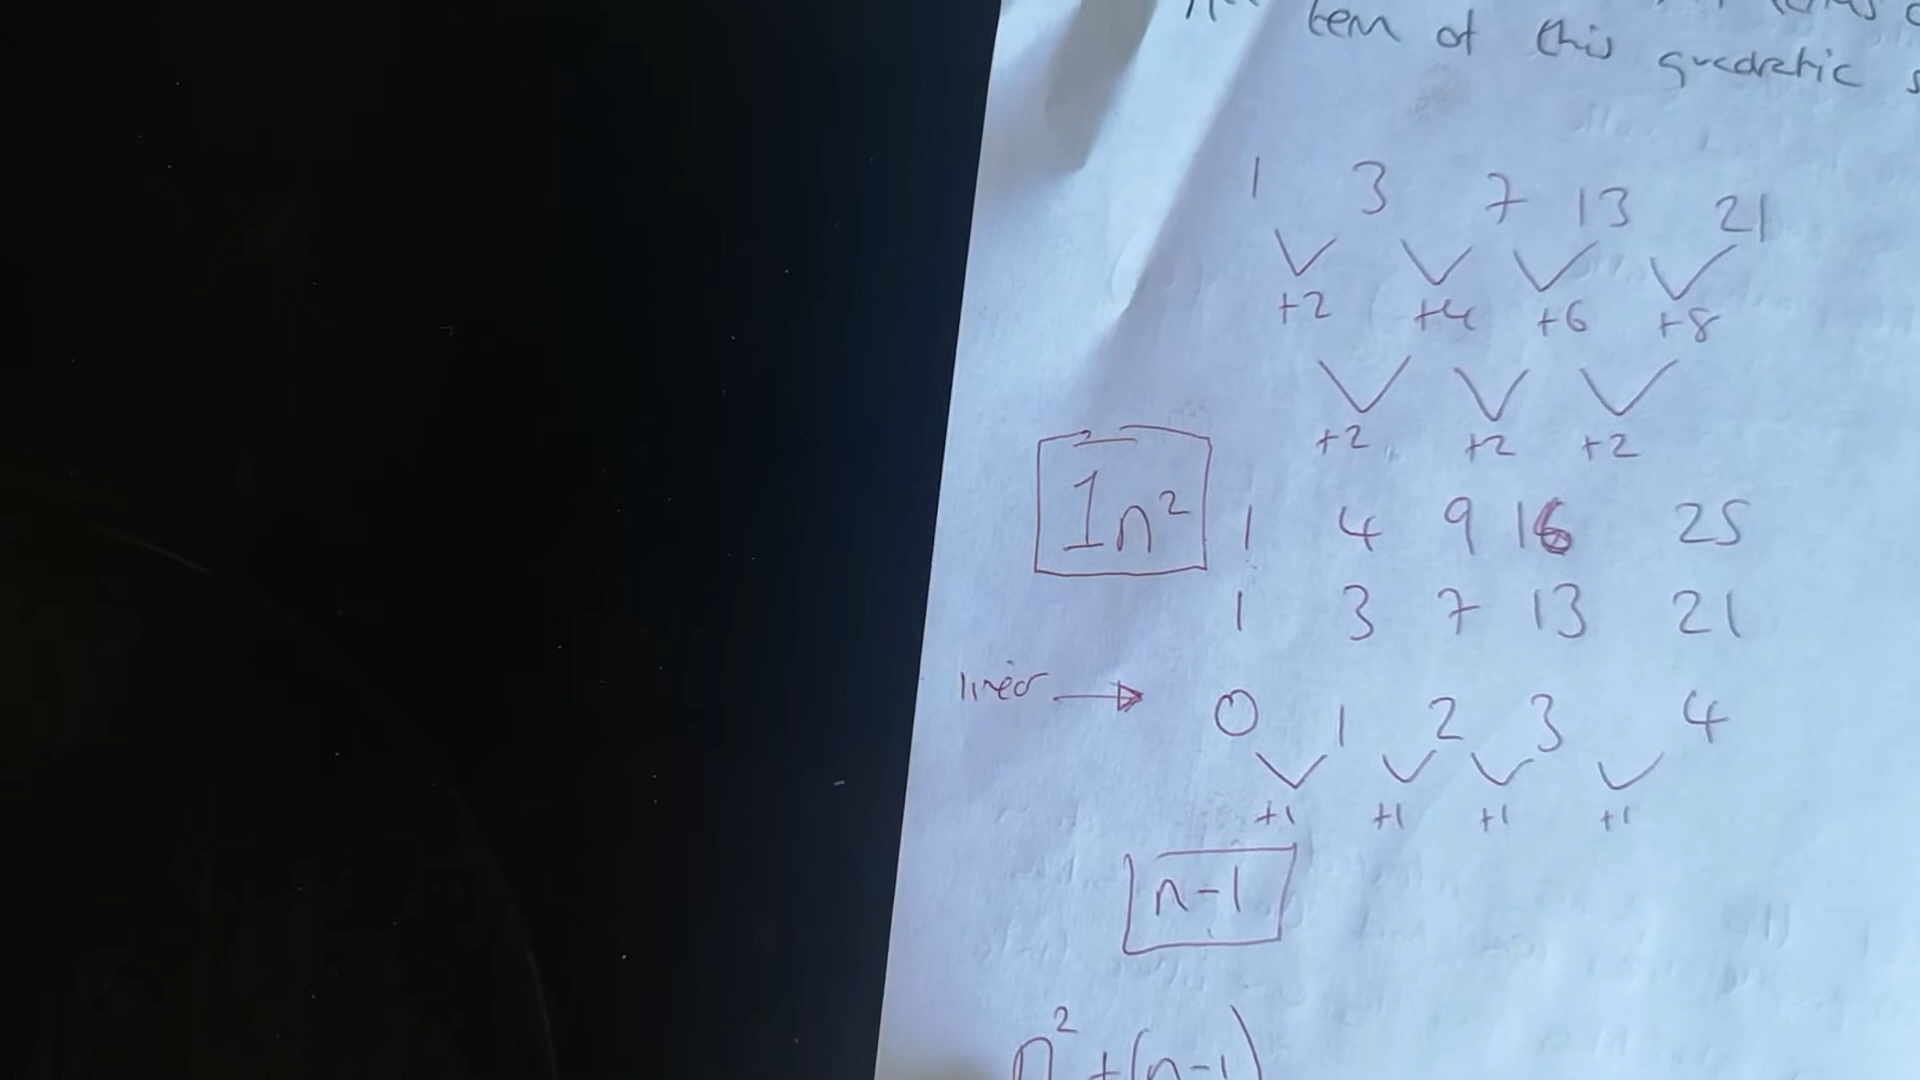 tem of this quadratic
1 3 7 13 21
+2 +4 +6 +8
+2 +2 +2
1n² 1 4 9 16 25
1 3 7 13 21
linear → 0 1 2 3 4
+1 +1 +1 +1
n-1
n² + (n-1)